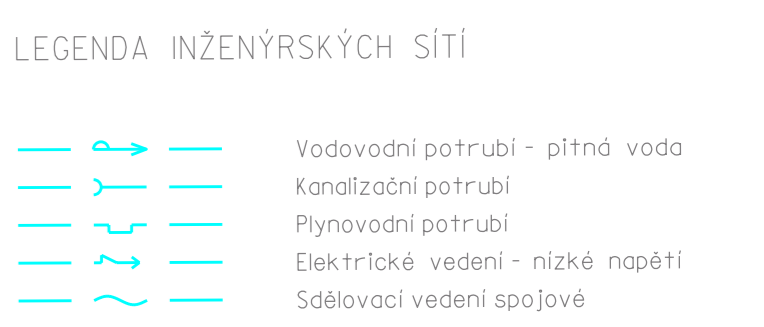 LEGENDA INŽENÝRSKÝCH SÍTÍ
Vodovodní potrubí - pitná voda
Kanalizační potrubí
Plynovodní potrubí
Elektrické vedení - nízké napětí
Sdělovací vedení spojové